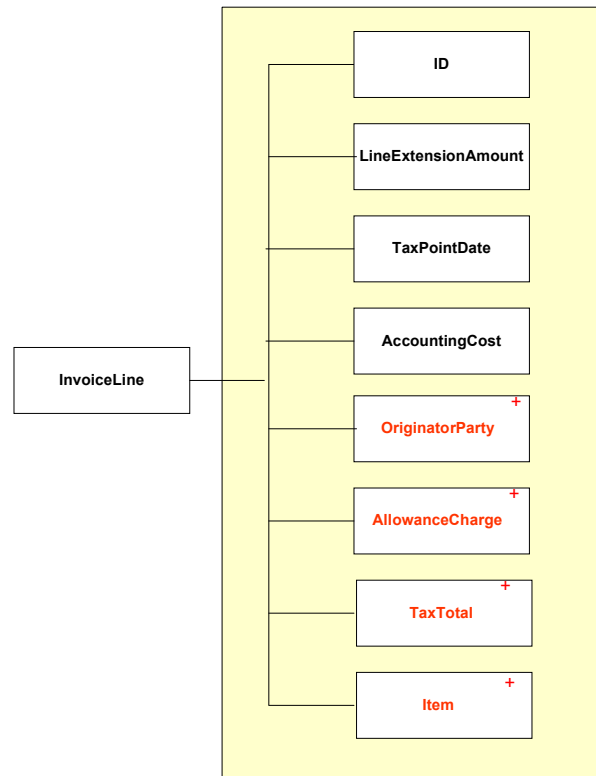 ID
LineExtensionAmount
TaxPointDate
AccountingCost
InvoiceLine
+
OriginatorParty
+
AllowanceCharge
+
TaxTotal
+
Item